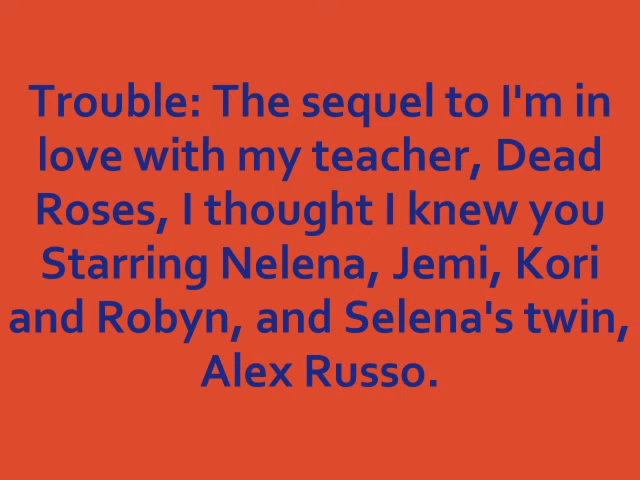 Trouble: The sequel to I'm in
love with my teacher, Dead
Roses, I thought I knew you
Starring Nelena, Jemi, Kori
and Robyn, and Selena's twin,
Alex Russo.